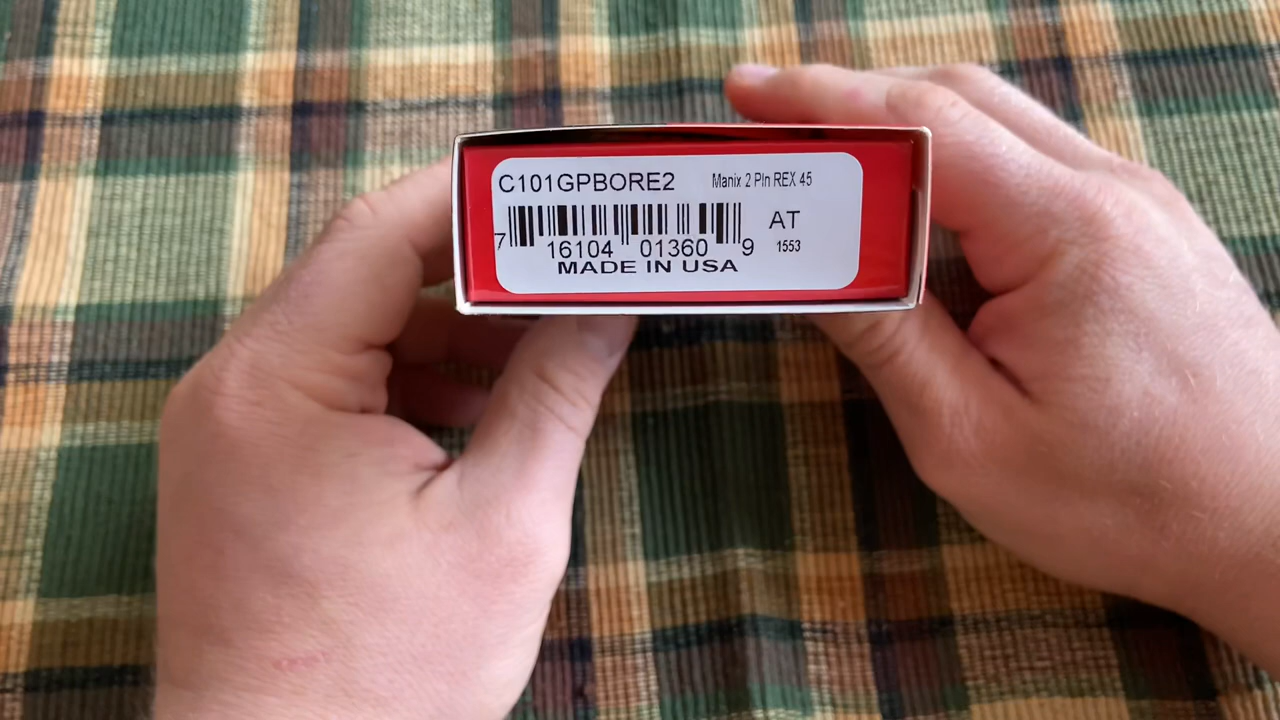 C101GPBORE2 Manix 2 Pln REX 45
7 16104 01360 9
AT
1553
MADE IN USA